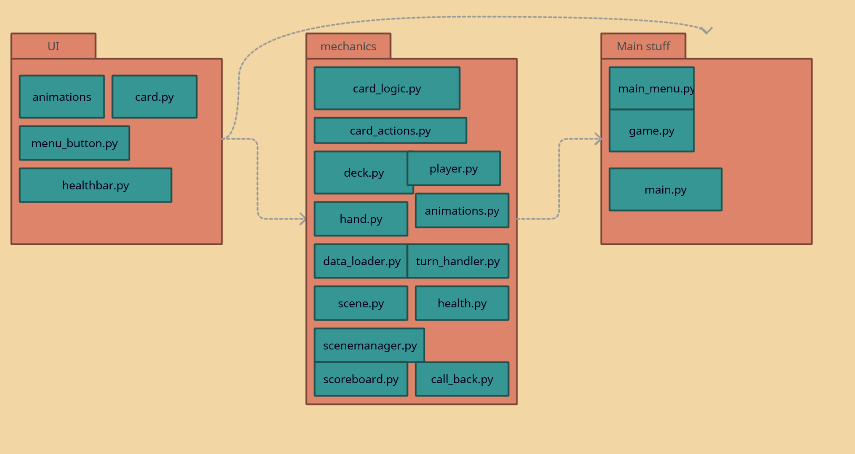 UI
animations
card.py
menu_button.py
healthbar.py
mechanics
card_logic.py
card_actions.py
deck.py
player.py
hand.py
animations.py
data_loader.py
turn_handler.py
scene.py
health.py
scenemanager.py
scoreboard.py
call_back.py
Main stuff
main_menu.py
game.py
main.py